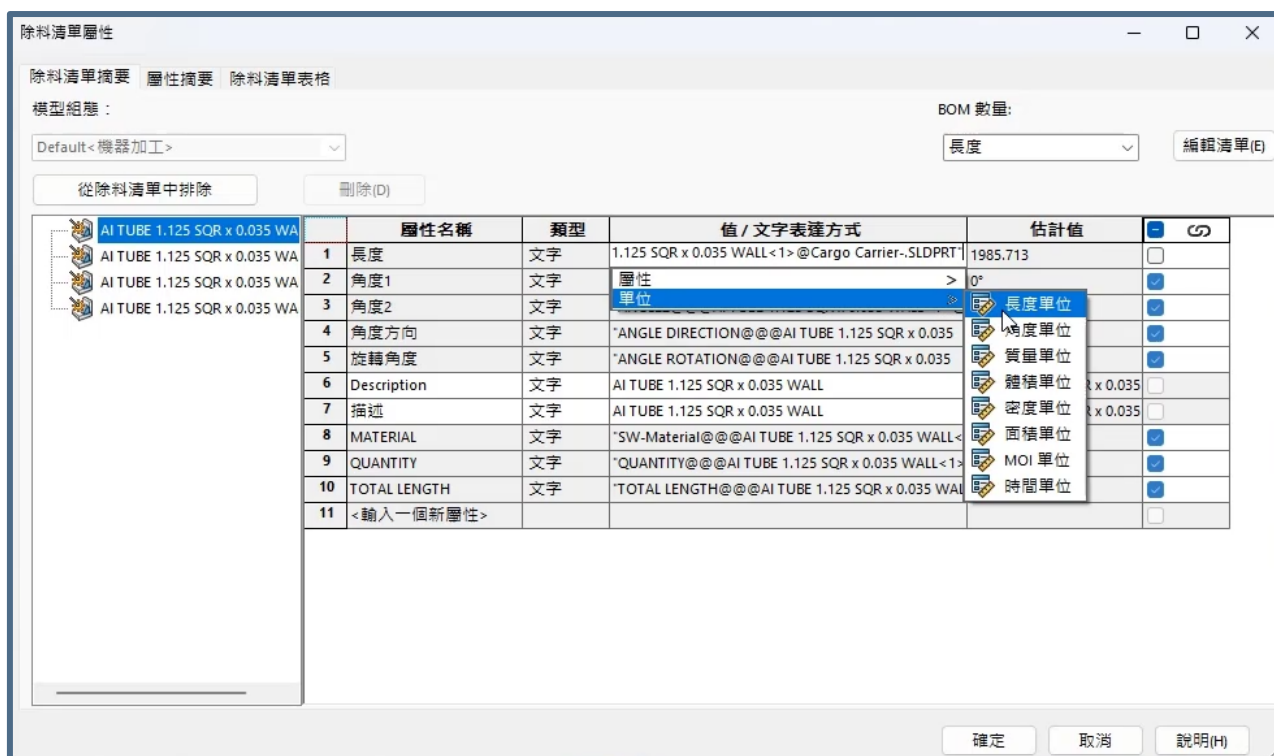 除料清單屬性
除料清單摘要 屬性摘要 除料清單表格
模型組態： BOM 數量:
Default<機器加工> 長度 編輯清單(E)
從除料清單中排除 刪除(D)
AI TUBE 1.125 SQR x 0.035 WA
AI TUBE 1.125 SQR x 0.035 WA
AI TUBE 1.125 SQR x 0.035 WA
AI TUBE 1.125 SQR x 0.035 WA
屬性名稱 類型 值 / 文字表達方式 估計值
1 長度 文字 1.125 SQR x 0.035 WALL<1>@Cargo Carrier-.SLDPRT" 1985.713
2 角度1 文字 0°
3 角度2 文字
4 角度方向 文字 "ANGLE DIRECTION@@@AI TUBE 1.125 SQR x 0.035
5 旋轉角度 文字 "ANGLE ROTATION@@@AI TUBE 1.125 SQR x 0.035
6 Description 文字 AI TUBE 1.125 SQR x 0.035 WALL x 0.035
7 描述 文字 AI TUBE 1.125 SQR x 0.035 WALL x 0.035
8 MATERIAL 文字 "SW-Material@@@AI TUBE 1.125 SQR x 0.035 WALL<
9 QUANTITY 文字 "QUANTITY@@@AI TUBE 1.125 SQR x 0.035 WALL<1>
10 TOTAL LENGTH 文字 "TOTAL LENGTH@@@AI TUBE 1.125 SQR x 0.035 WAL
11 <輸入一個新屬性>
屬性 >
單位
長度單位
角度單位
質量單位
體積單位
密度單位
面積單位
MOI 單位
時間單位
確定 取消 說明(H)